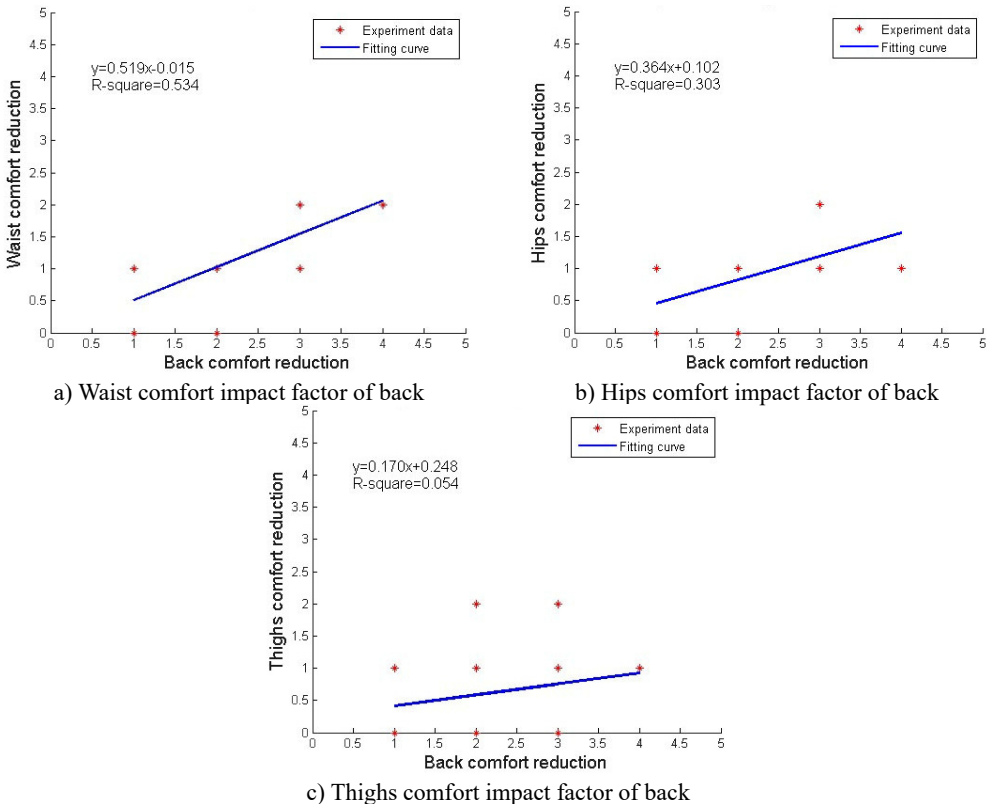 5
4.5
4
3.5
3
2.5
2
1.5
1
0.5
0
Waist comfort reduction
Experiment data
Fitting curve
y=0.519x-0.015
R-square=0.534
0 0.5 1 1.5 2 2.5 3 3.5 4 4.5 5
Back comfort reduction
a) Waist comfort impact factor of back
5
4.5
4
3.5
3
2.5
2
1.5
1
0.5
0
Hips comfort reduction
Experiment data
Fitting curve
y=0.364x+0.102
R-square=0.303
0 0.5 1 1.5 2 2.5 3 3.5 4 4.5 5
Back comfort reduction
b) Hips comfort impact factor of back
5
4.5
4
3.5
3
2.5
2
1.5
1
0.5
0
Thighs comfort reduction
Experiment data
Fitting curve
y=0.170x+0.248
R-square=0.054
0 0.5 1 1.5 2 2.5 3 3.5 4 4.5 5
Back comfort reduction
c) Thighs comfort impact factor of back